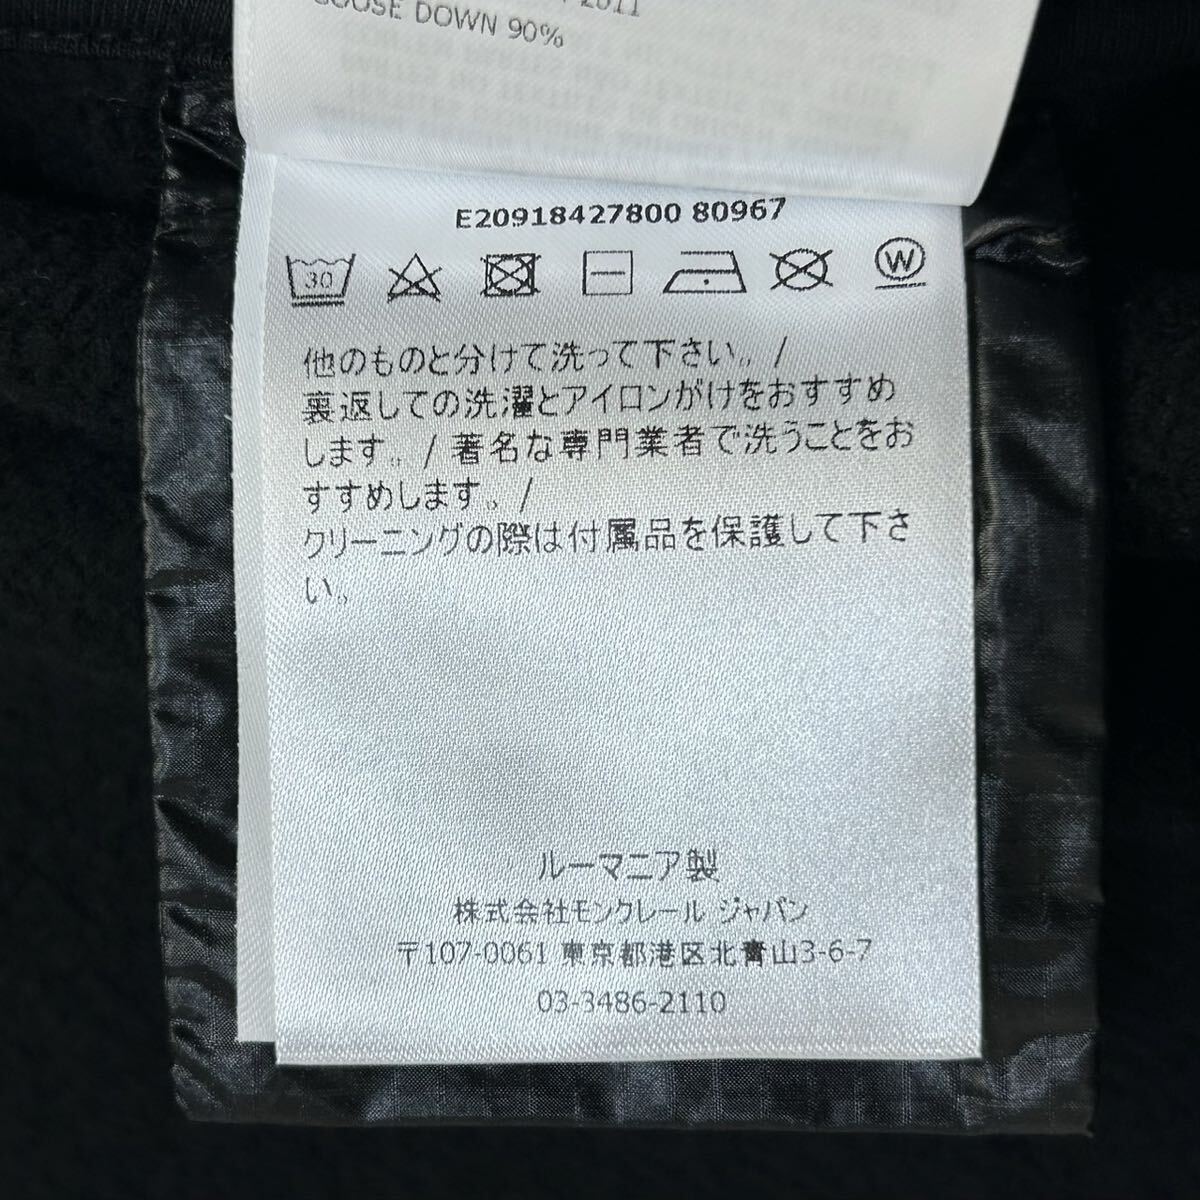 2011
GOOSE DOWN 90%
E20918427800 80967
30
W
他のものと分けて洗って下さい。/
裏返しての洗濯とアイロンがけをおすすめ
します。/ 著名な専門業者で洗うことをお
すすめします。/
クリーニングの際は付属品を保護して下さ
い。
ルーマニア製
株式会社モンクレール ジャパン
〒107-0061 東京都港区北青山3-6-7
03-3486-2110